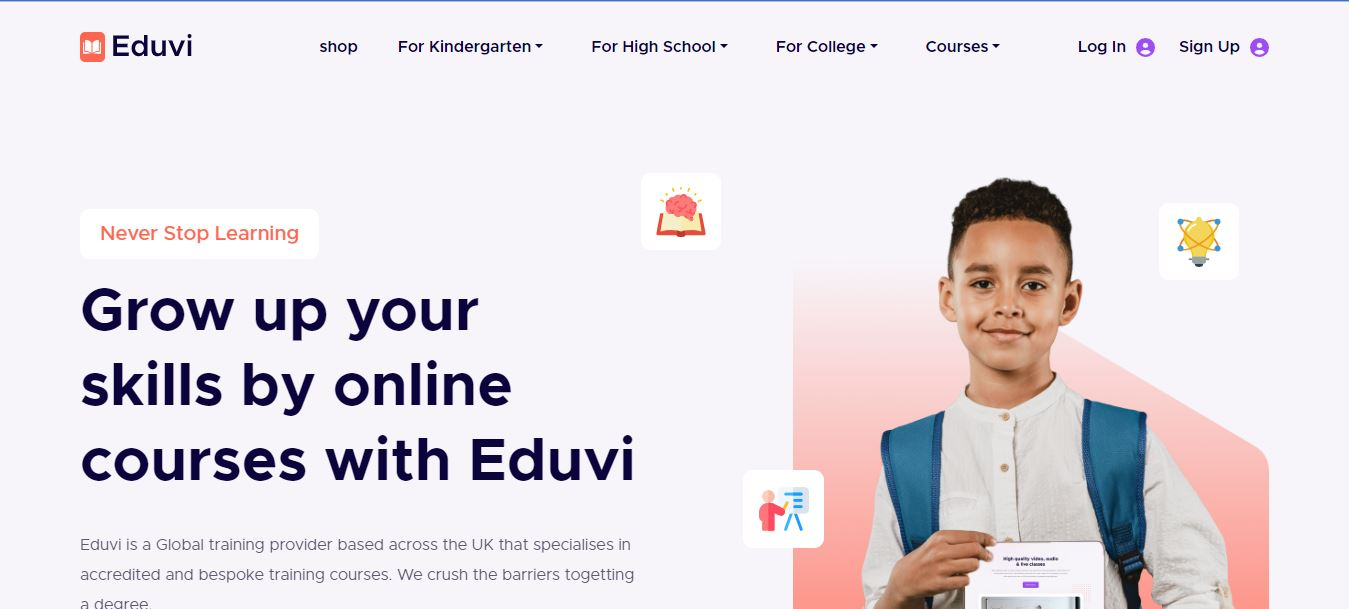 Eduvi
shop For Kindergarten For High School For College Courses Log In Sign Up
Never Stop Learning
Grow up your
skills by online
courses with Eduvi
Eduvi is a Global training provider based across the UK that specialises in
accredited and bespoke training courses. We crush the barriers togetting
a degree.
High quality video, audio
& live classes